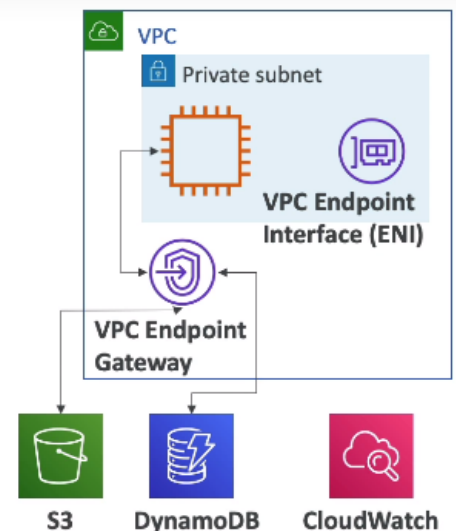 VPC
Private subnet
VPC Endpoint
Interface (ENI)
VPC Endpoint
Gateway
S3
DynamoDB
CloudWatch